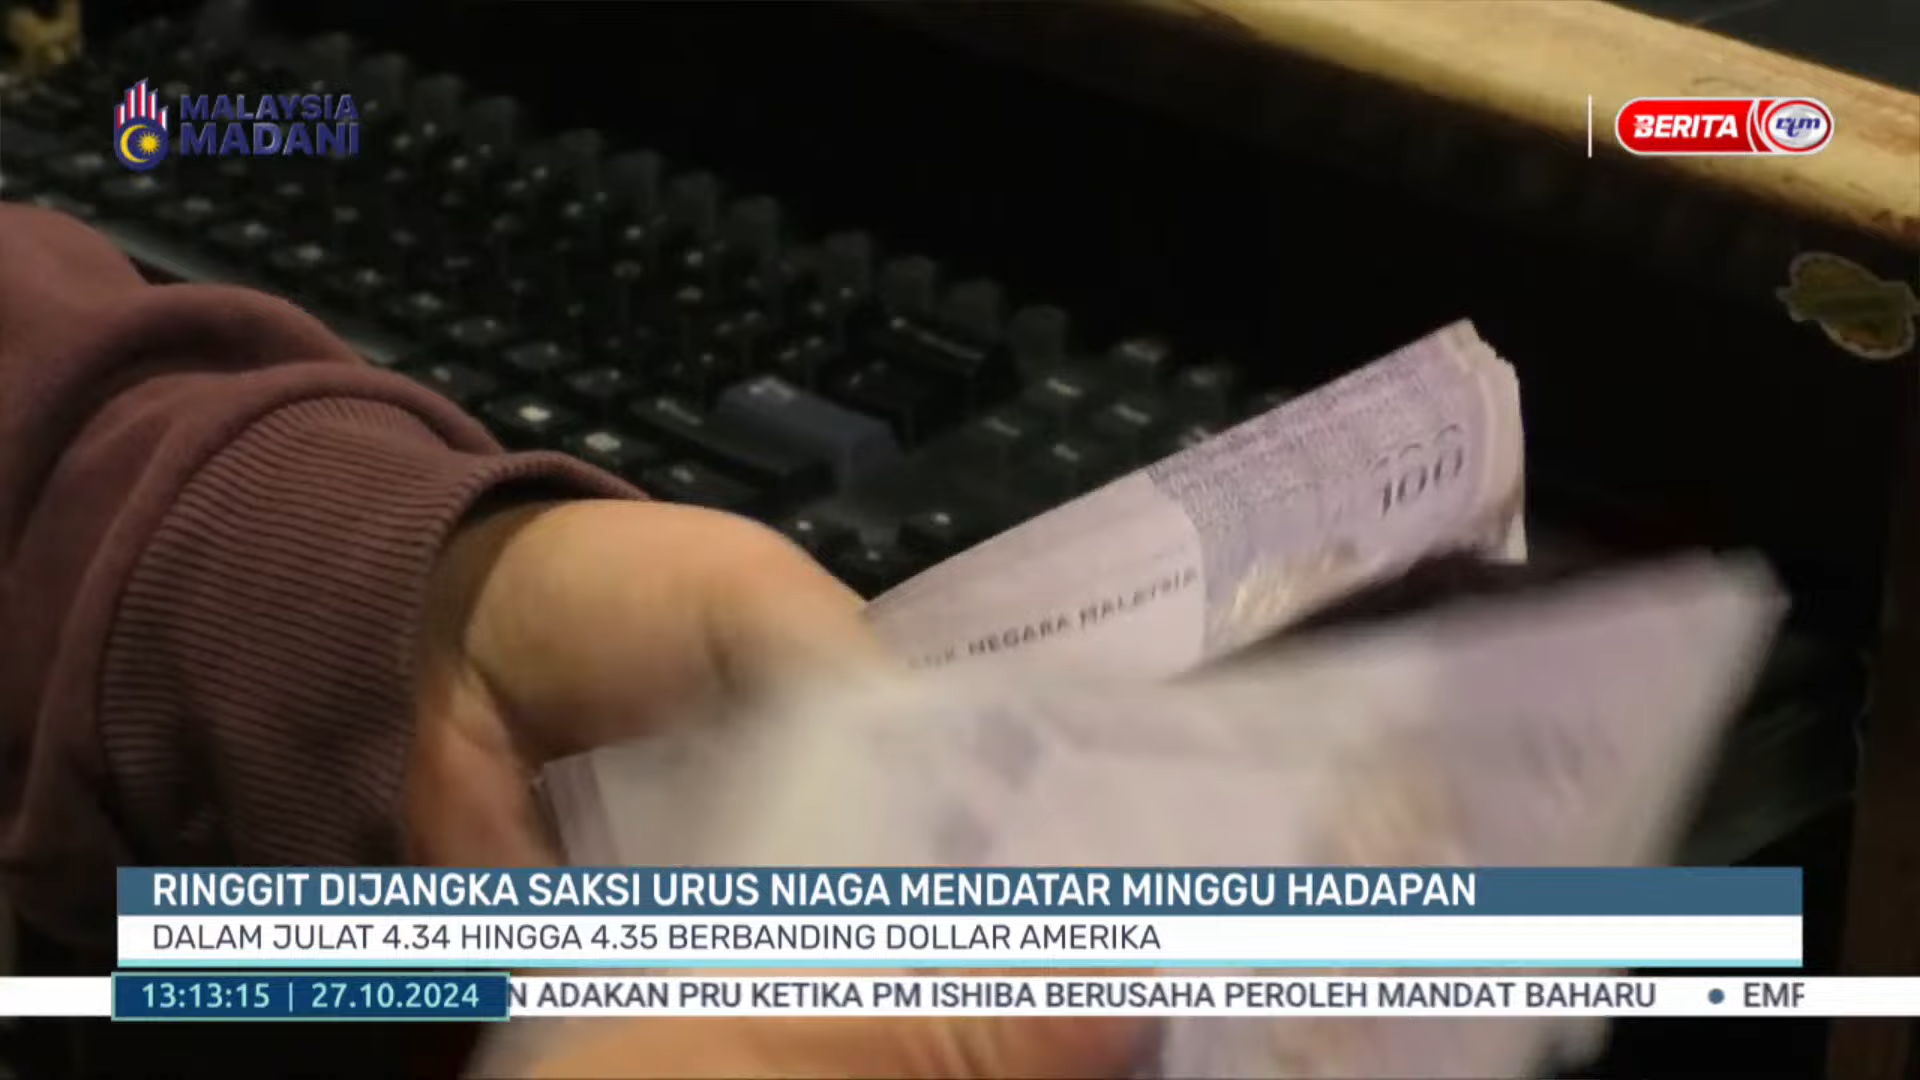 MALAYSIA
MADANI
BERITA rtm
100
NEGARA MALAYSIA
RINGGIT DIJANGKA SAKSI URUS NIAGA MENDATAR MINGGU HADAPAN
DALAM JULAT 4.34 HINGGA 4.35 BERBANDING DOLLAR AMERIKA
13:13:15 | 27.10.2024 N ADAKAN PRU KETIKA PM ISHIBA BERUSAHA PEROLEH MANDAT BAHARU • EMP